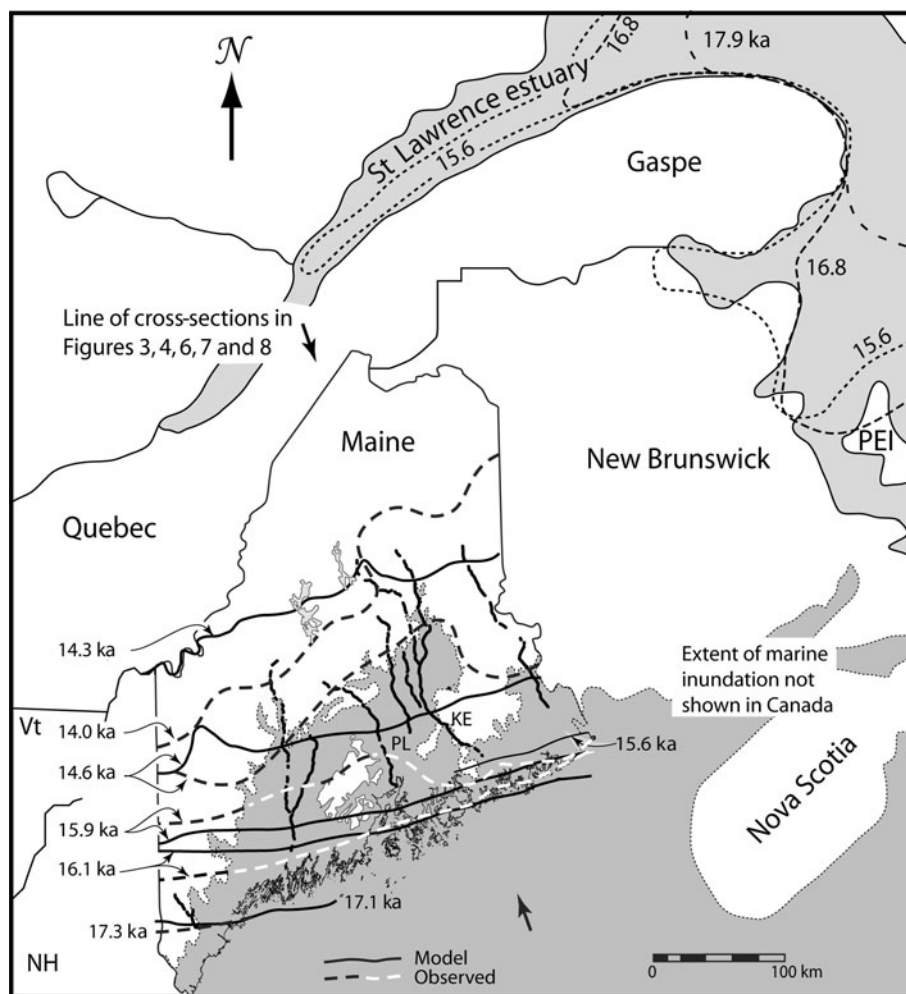 N
16.8
17.9 ka
St Lawrence estuary
15.6
Gaspe
16.8
Line of cross-sections in
Figures 3, 4, 6, 7 and 8
15.6
Maine
PEI
New Brunswick
Quebec
14.3 ka
Extent of marine
inundation not
shown in Canada
Vt
14.0 ka
KE
PL
15.6 ka
14.6 ka
Nova Scotia
15.9 ka
16.1 ka
17.1 ka
17.3 ka
NH
Model
Observed
0
100 km